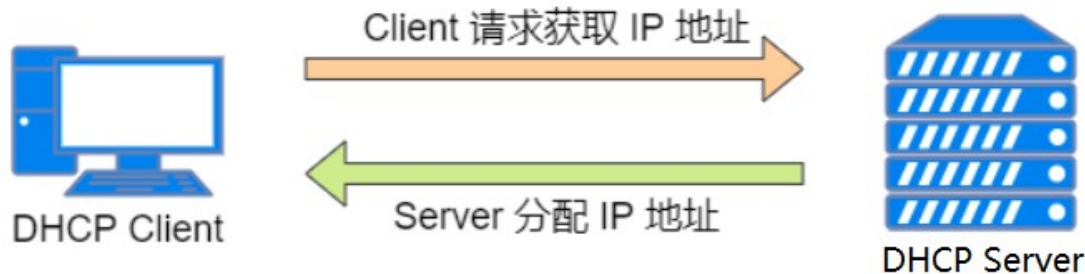 Client 请求获取 IP 地址
DHCP Client
Server 分配 IP 地址
DHCP Server